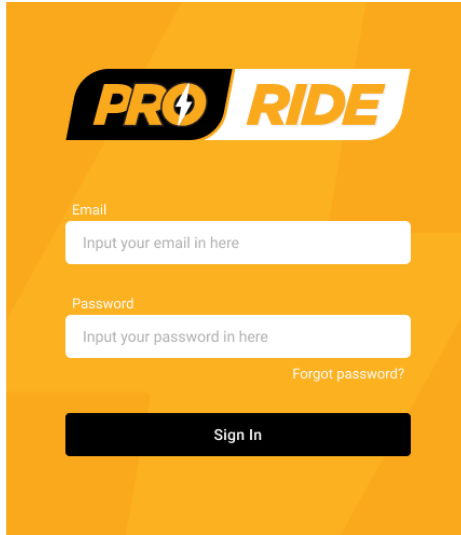 PRO RIDE
Email
Input your email in here
Password
Input your password in here
Forgot password?
Sign In